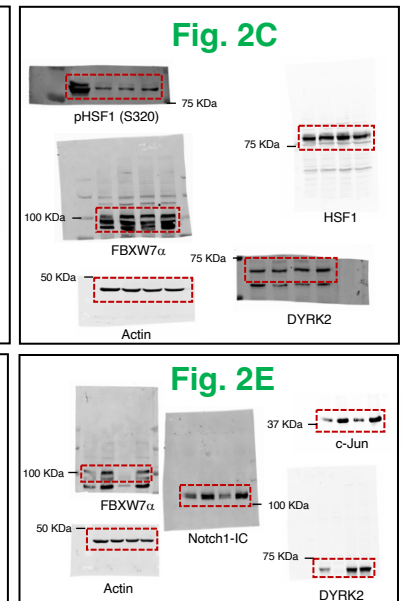 Fig. 2C
75 KDa
pHSF1 (S320)
75 KDa
HSF1
100 KDa
FBXW7α
75 KDa
50 KDa
DYRK2
Actin
Fig. 2E
37 KDa
c-Jun
100 KDa
FBXW7α
100 KDa
Notch1-IC
50 KDa
75 KDa
Actin
DYRK2